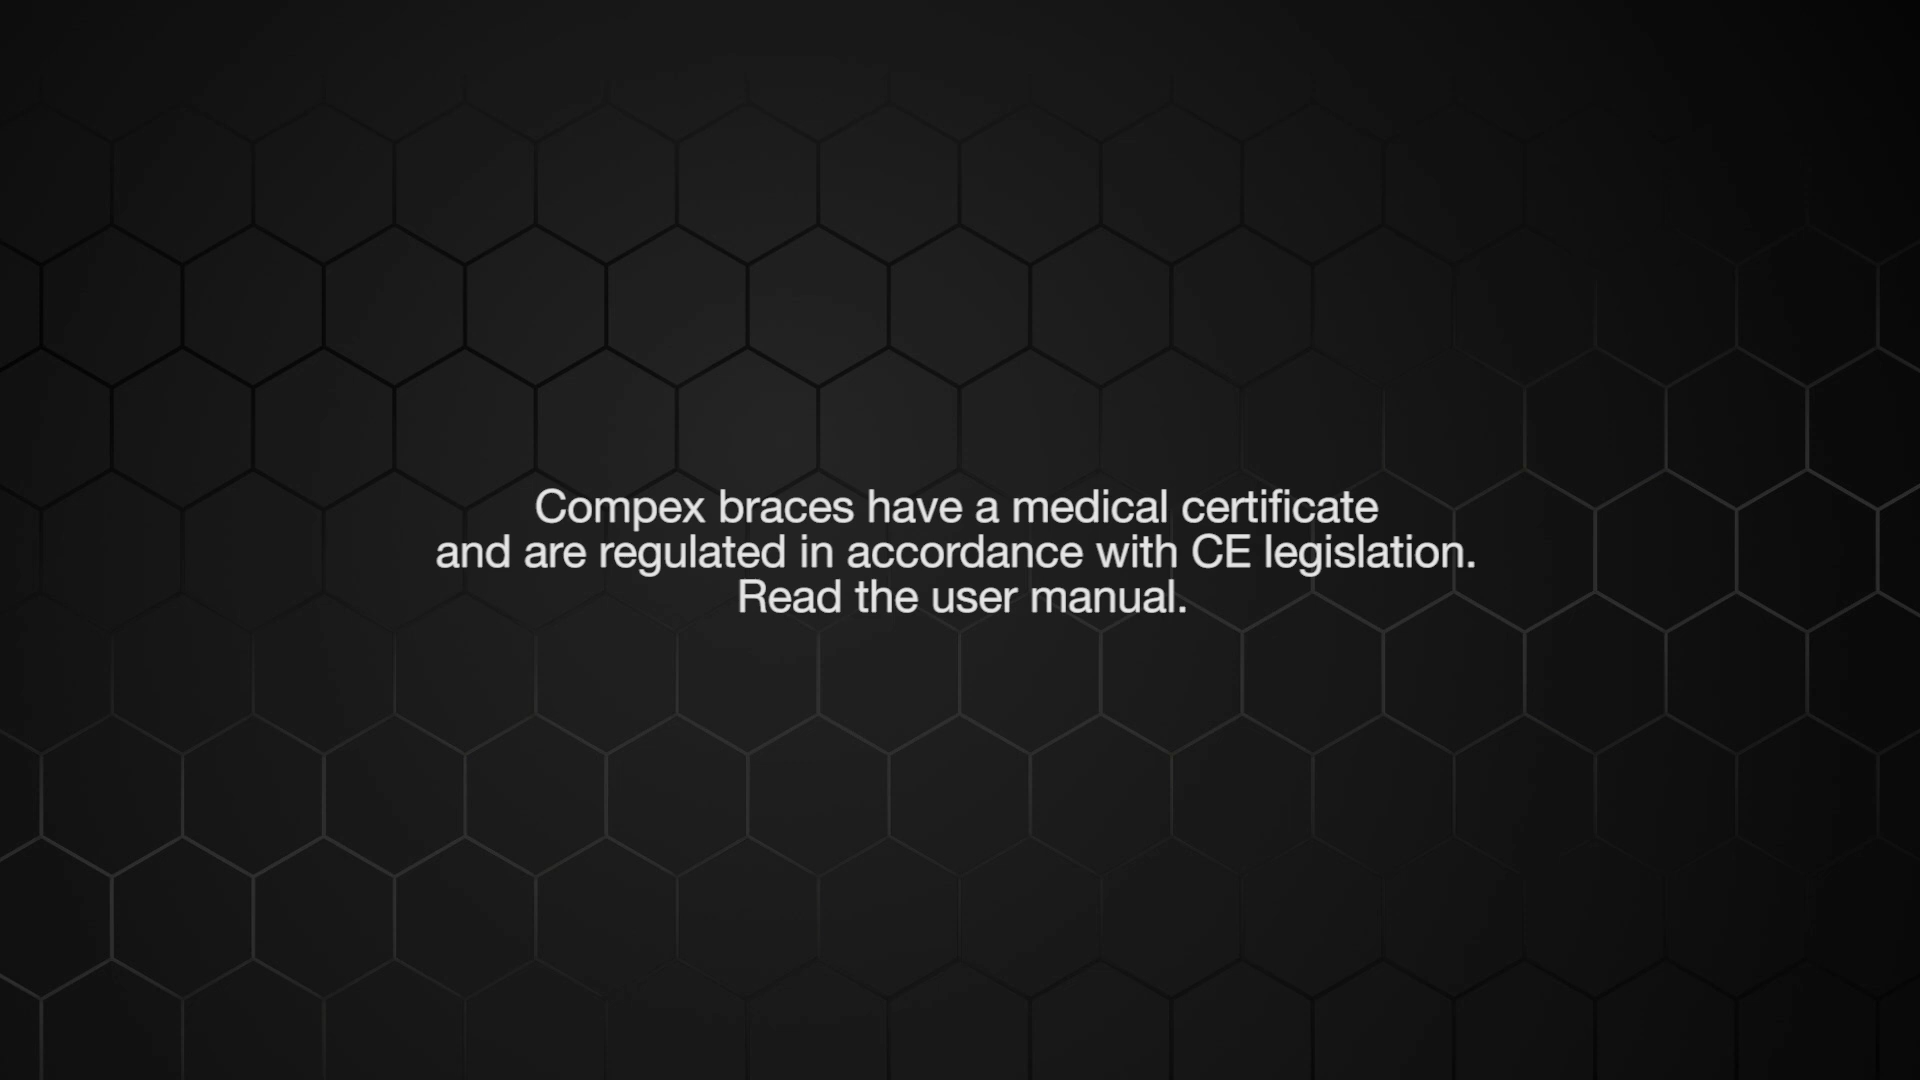 Compex braces have a medical certificate
and are regulated in accordance with CE legislation.
Read the user manual.